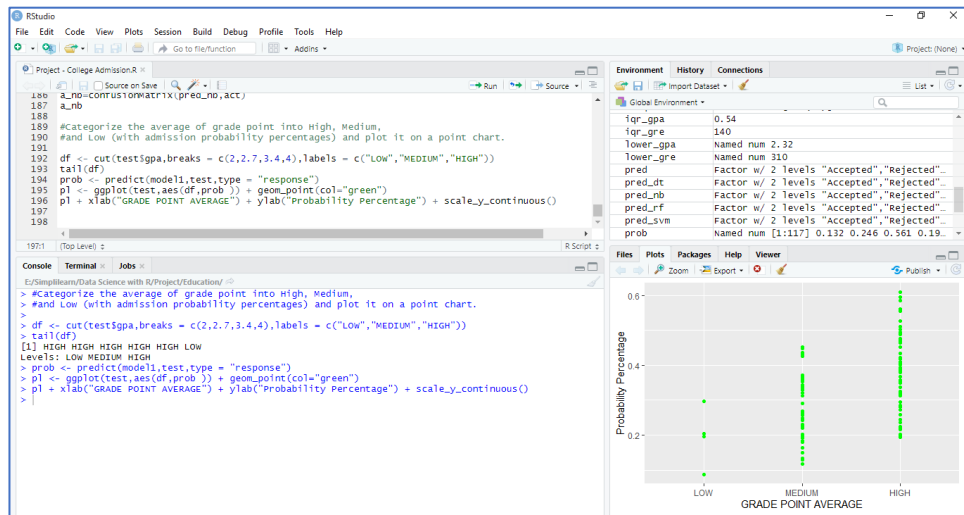 RStudio
File Edit Code View Plots Session Build Debug Profile Tools Help
Go to file/function Addins Project: (None)
Project - College Admission.R
Source on Save Run Source
186 a_nb=confusionMatrix(pred_nb,act)
187 a_nb
188
189 #Categorize the average of grade point into High, Medium,
190 #and Low (with admission probability percentages) and plot it on a point chart.
191
192 df <- cut(test$gpa,breaks = c(2,2.7,3.4,4),labels = c("LOW","MEDIUM","HIGH"))
193 tail(df)
194 prob <- predict(model1,test,type = "response")
195 pl <- ggplot(test,aes(df,prob )) + geom_point(col="green")
196 pl + xlab("GRADE POINT AVERAGE") + ylab("Probability Percentage") + scale_y_continuous()
197
198
197:1 (Top Level) R Script
Console Terminal Jobs
E:/Simplilearn/Data Science with R/Project/Education/
> #Categorize the average of grade point into High, Medium,
> #and Low (with admission probability percentages) and plot it on a point chart.
>
> df <- cut(test$gpa,breaks = c(2,2.7,3.4,4),labels = c("LOW","MEDIUM","HIGH"))
> tail(df)
[1] HIGH HIGH HIGH HIGH HIGH LOW
Levels: LOW MEDIUM HIGH
> prob <- predict(model1,test,type = "response")
> pl <- ggplot(test,aes(df,prob )) + geom_point(col="green")
> pl + xlab("GRADE POINT AVERAGE") + ylab("Probability Percentage") + scale_y_continuous()
>
Environment History Connections
Import Dataset List
Global Environment
iqr_gpa 0.54
iqr_gre 140
lower_gpa Named num 2.32
lower_gre Named num 310
pred Factor w/ 2 levels "Accepted","Rejected"…
pred_dt Factor w/ 2 levels "Accepted","Rejected"…
pred_nb Factor w/ 2 levels "Accepted","Rejected"…
pred_rf Factor w/ 2 levels "Accepted","Rejected"…
pred_svm Factor w/ 2 levels "Accepted","Rejected"…
prob Named num [1:117] 0.132 0.246 0.561 0.19…
Files Plots Packages Help Viewer
Zoom Export Publish
0.6
0.4
0.2
Probability Percentage
LOW MEDIUM HIGH
GRADE POINT AVERAGE